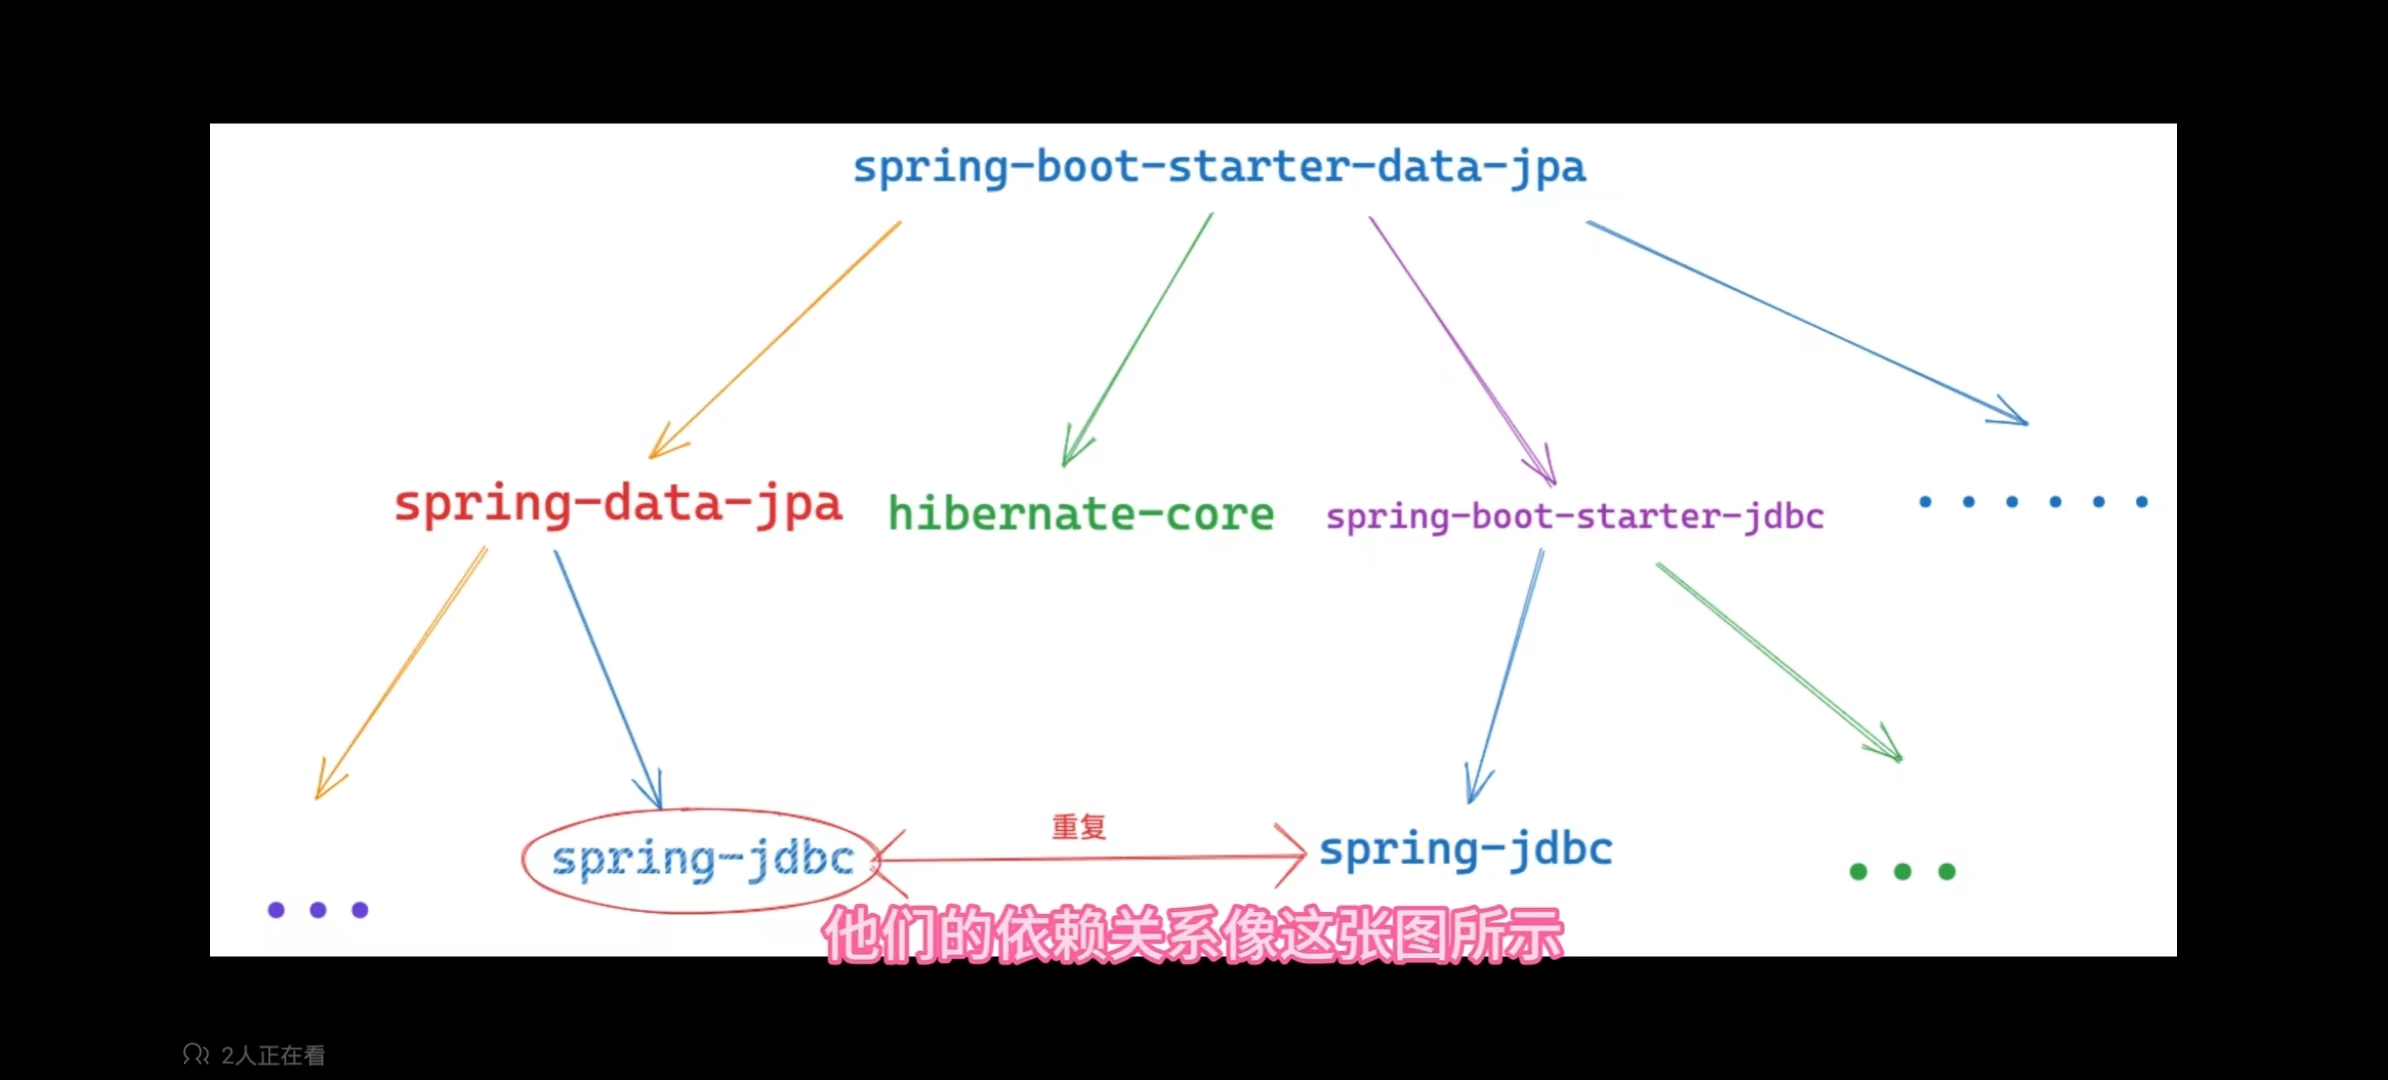 spring-boot-starter-data-jpa
spring-data-jpa
hibernate-core
spring-boot-starter-jdbc
......
重复
spring-jdbc
spring-jdbc
...
...
他们的依赖关系像这张图所示
2人正在看